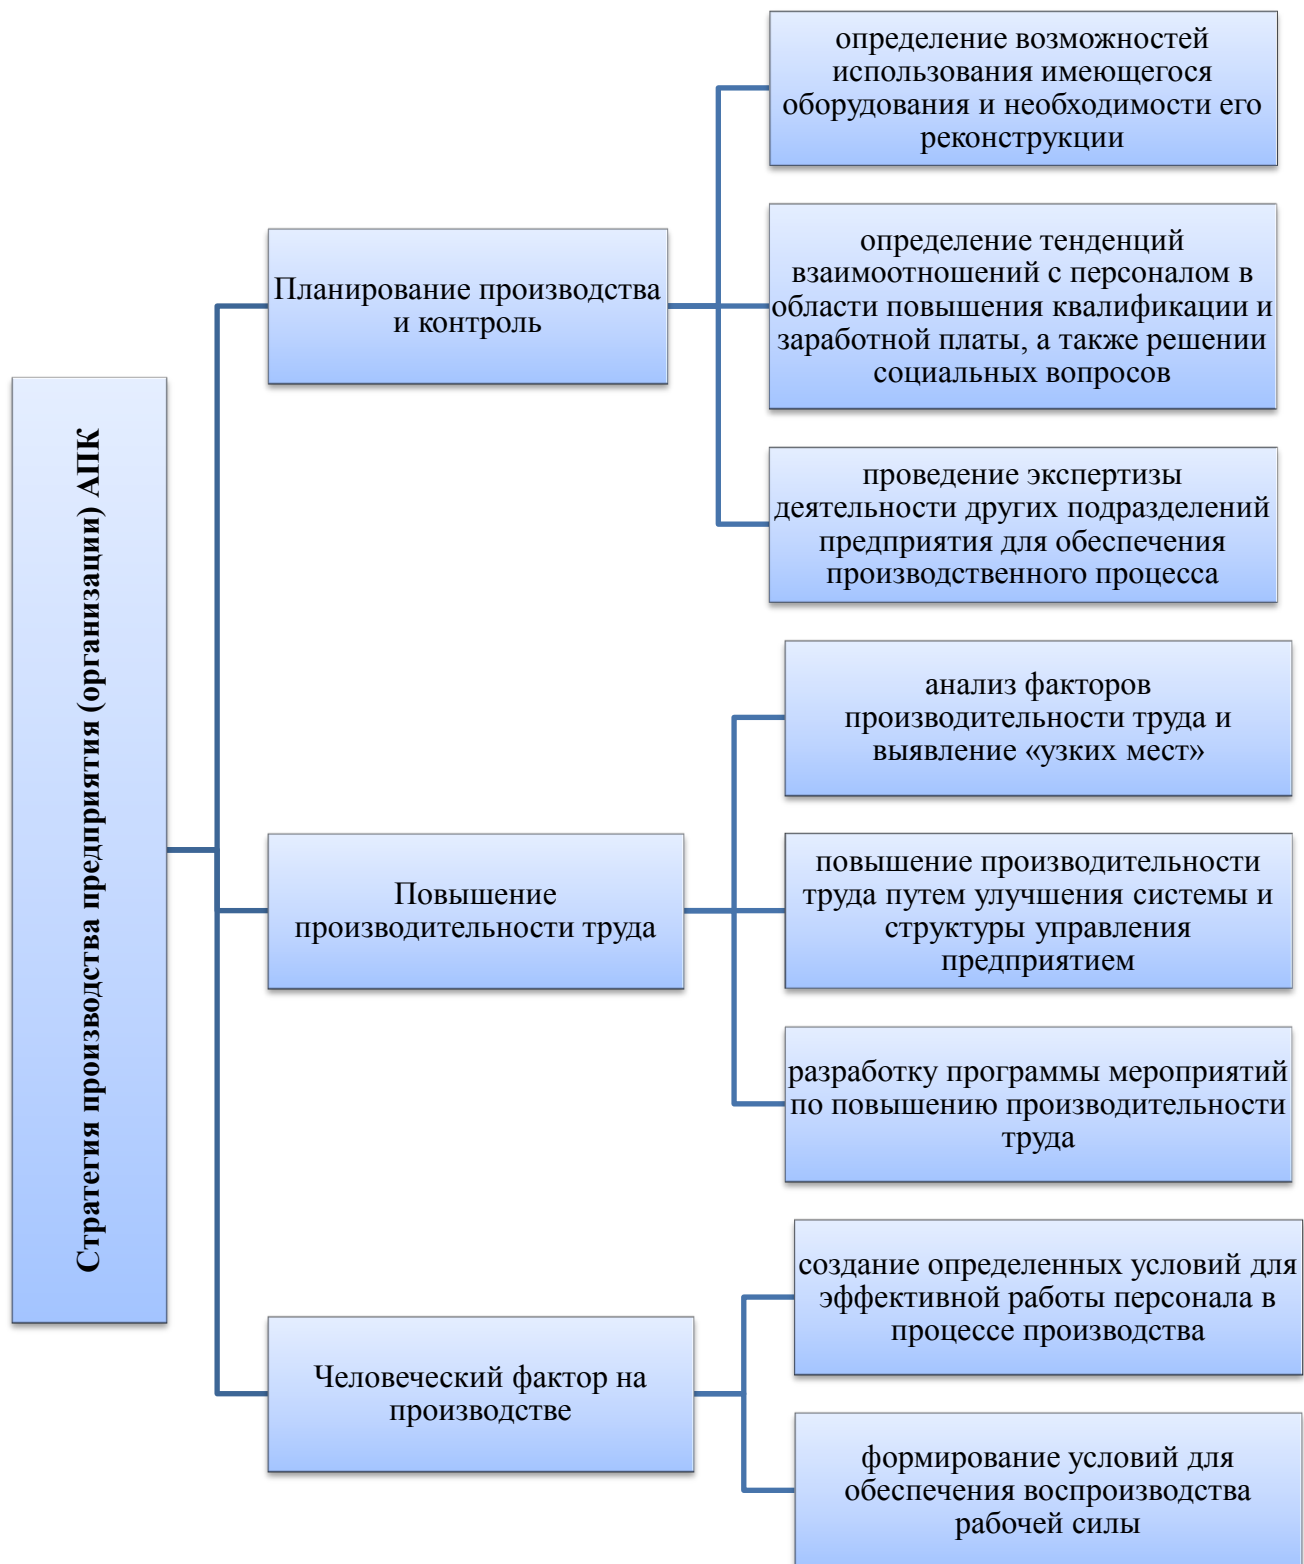 Стратегия производства предприятия (организации) АПК
Планирование производства
и контроль
определение возможностей
использования имеющегося
оборудования и необходимости его
реконструкции
определение тенденций
взаимоотношений с персоналом в
области повышения квалификации и
заработной платы, а также решении
социальных вопросов
проведение экспертизы
деятельности других подразделений
предприятия для обеспечения
производственного процесса
Повышение
производительности труда
анализ факторов
производительности труда и
выявление «узких мест»
повышение производительности
труда путем улучшения системы и
структуры управления
предприятием
разработку программы мероприятий
по повышению производительности
труда
Человеческий фактор на
производстве
создание определенных условий для
эффективной работы персонала в
процессе производства
формирование условий для
обеспечения воспроизводства
рабочей силы